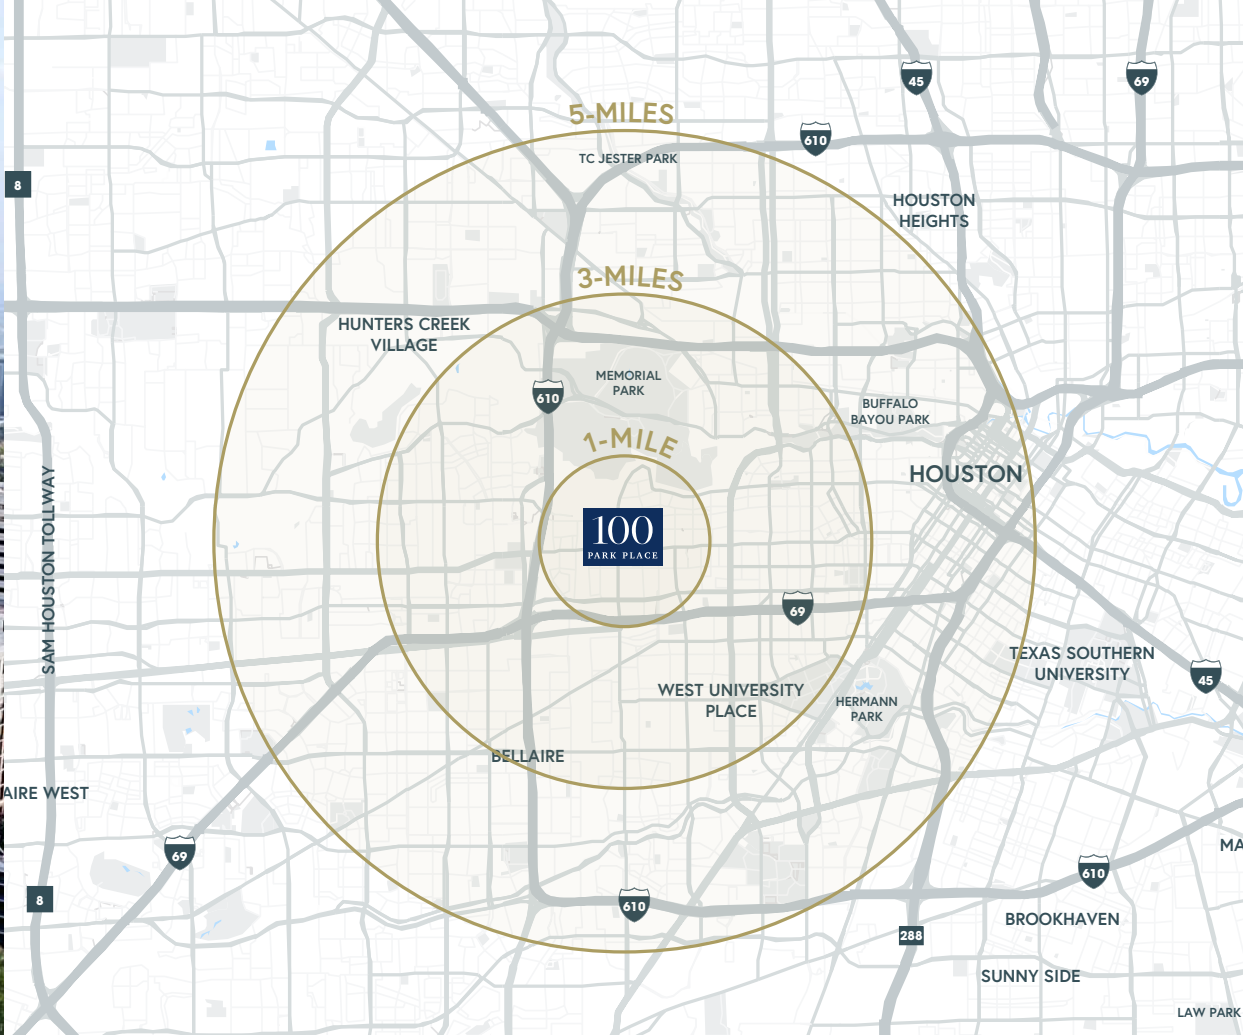 45
69
5-MILES
610
TC JESTER PARK
8
HOUSTON
HEIGHTS
3-MILES
HUNTERS CREEK
VILLAGE
MEMORIAL
PARK
610
BUFFALO
BAYOU PARK
1-MILE
HOUSTON
SAM HOUSTON TOLLWAY
100
PARK PLACE
69
TEXAS SOUTHERN
UNIVERSITY
45
WEST UNIVERSITY
PLACE
HERMANN
PARK
BELLAIRE
AIRE WEST
MA
69
610
8
610
BROOKHAVEN
288
SUNNY SIDE
LAW PARK